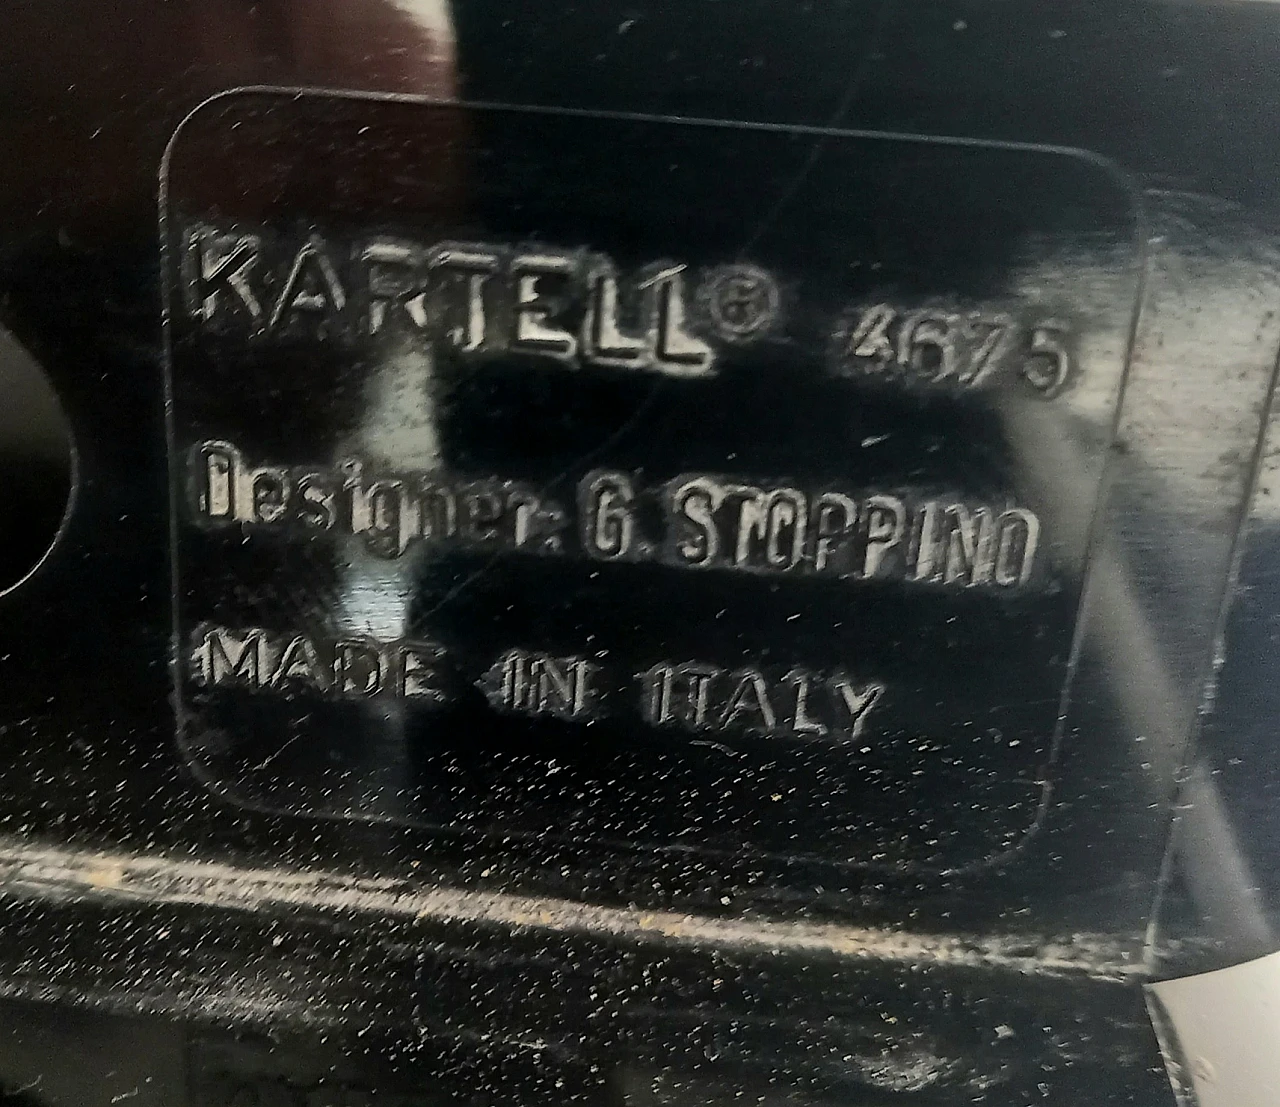 KARTELL® 4675
Designer: G. STOPPINO
MADE IN ITALY